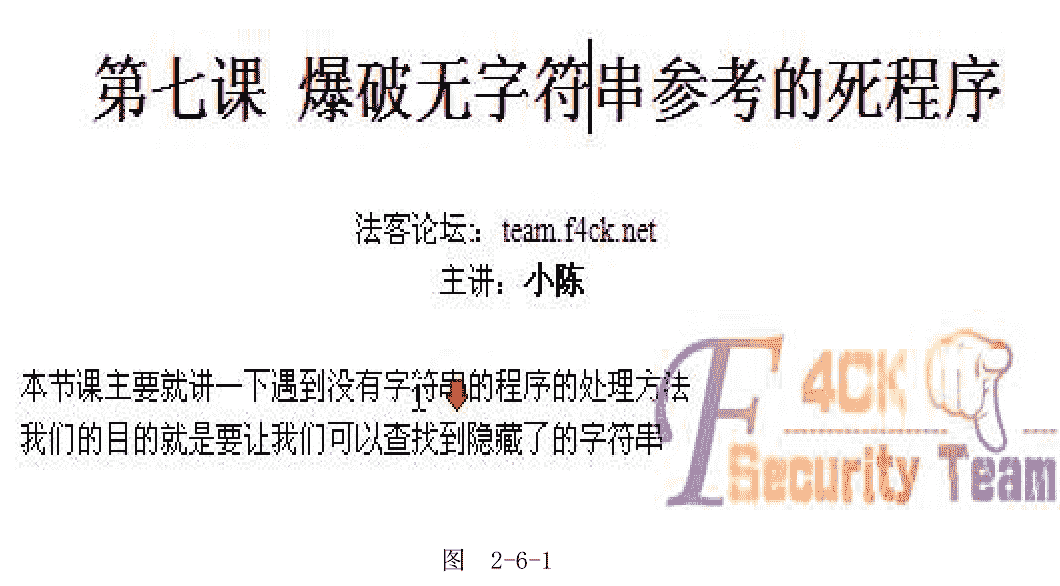 第七课 爆破无字符串参考的死程序
法客论坛：: team.f4ck.net
主讲：小陈
本节课主要就讲一下遇到没有字符串的程序的处理方法
我们的目的就是要让我们可以查找到隐藏了的字符串
F4CK
Security Team
图 2-6-1